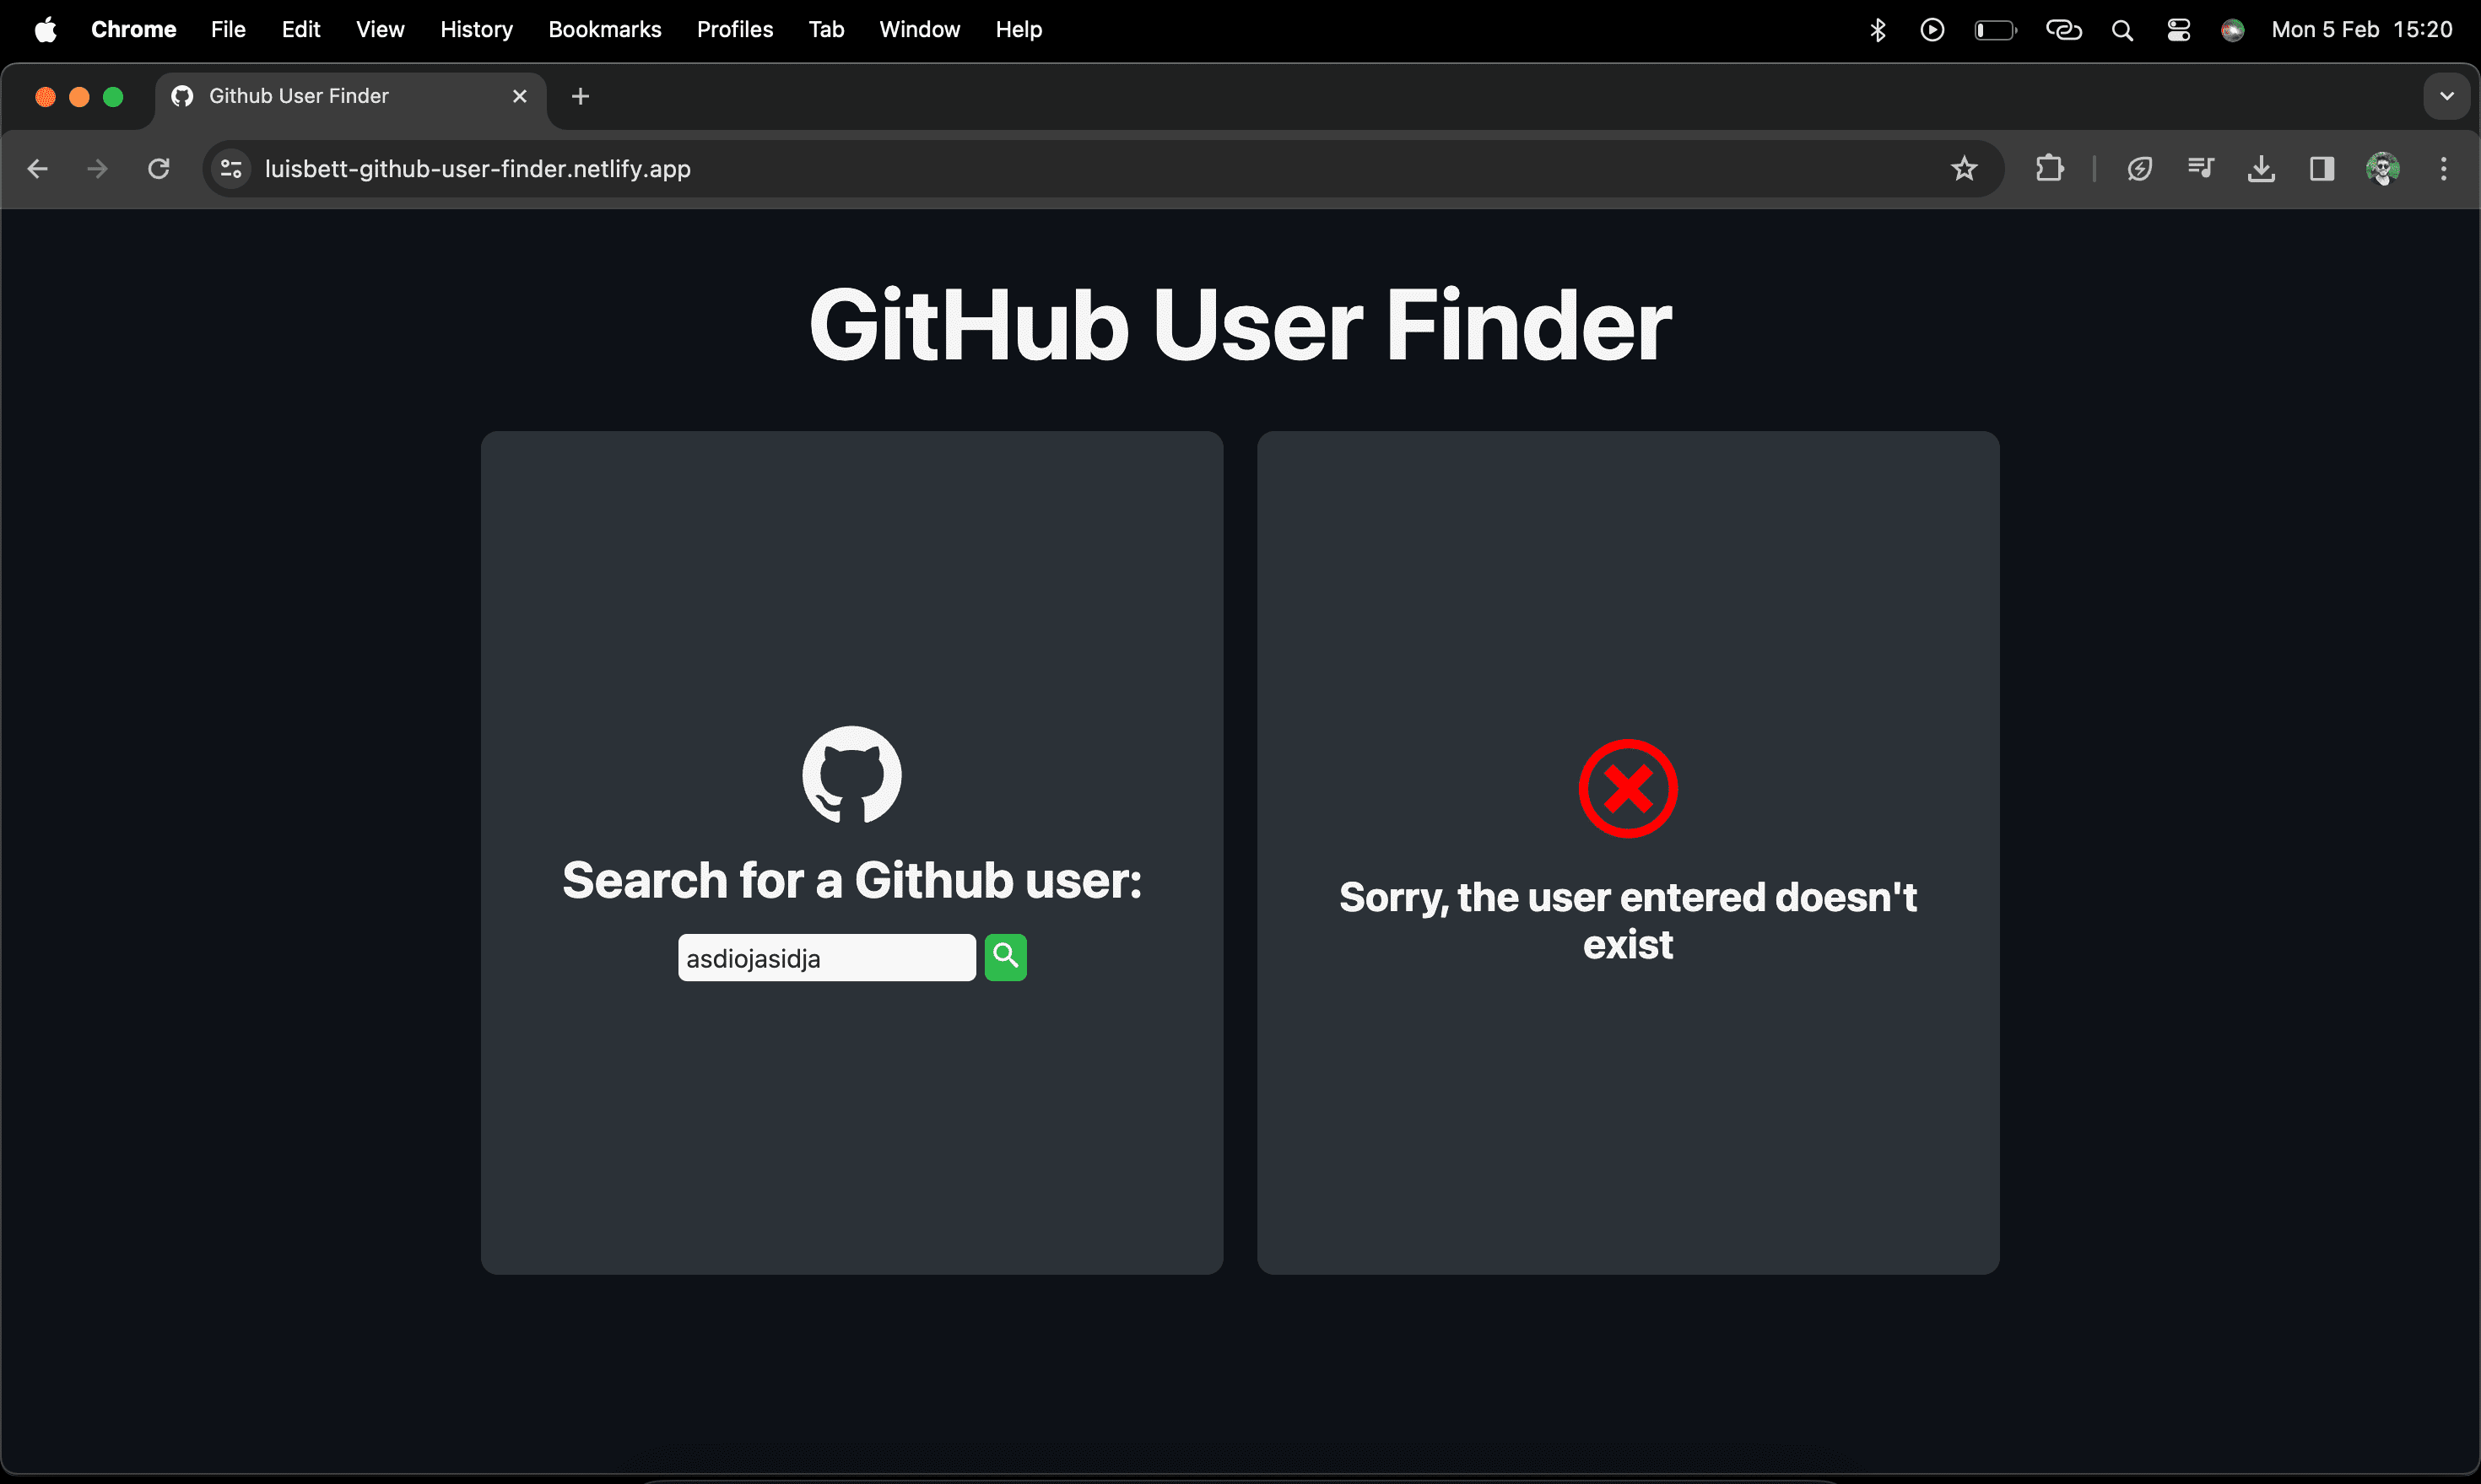 Chrome File Edit View History Bookmarks Profiles Tab Window Help Mon 5 Feb 15:20
Github User Finder
luisbett-github-user-finder.netlify.app
GitHub User Finder
Search for a Github user:
asdiojasidja
Sorry, the user entered doesn't
exist